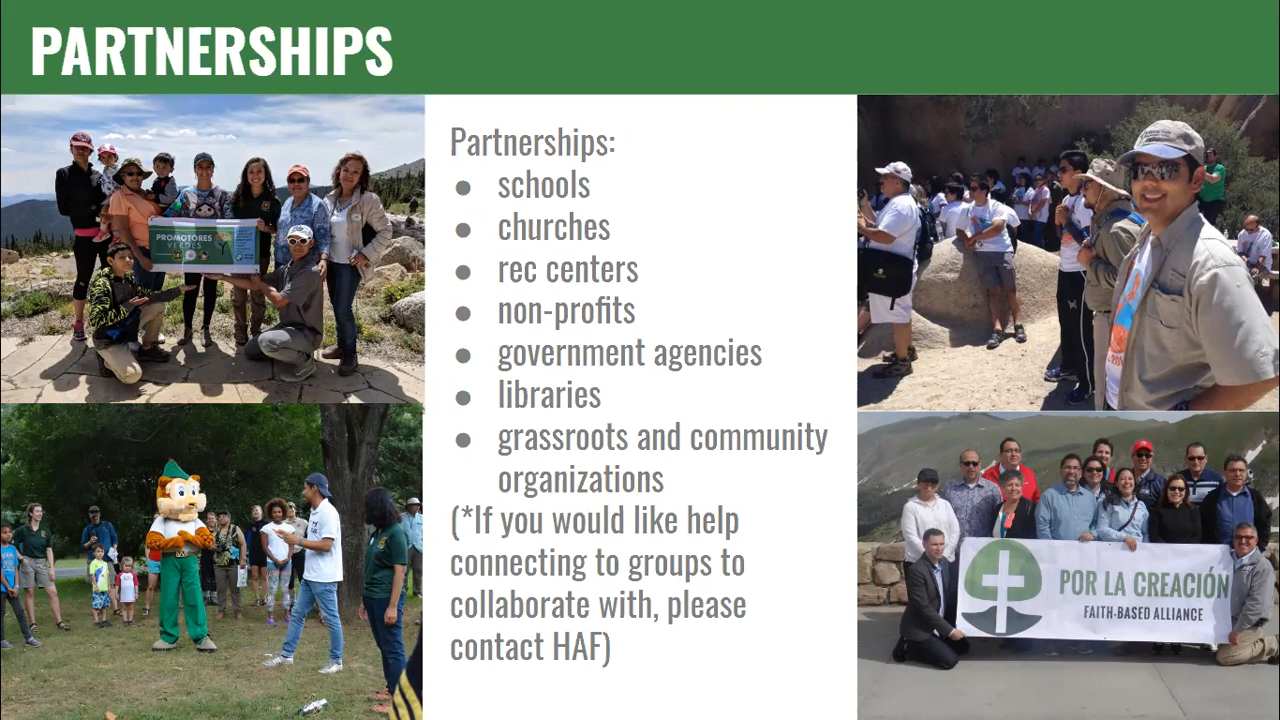 PARTNERSHIPS
PROMOTORES
VERDES
Partnerships:
● schools
● churches
● rec centers
● non-profits
● government agencies
● libraries
● grassroots and community
organizations
(*If you would like help
connecting to groups to
collaborate with, please
contact HAF)
POR LA CREACIÓN
FAITH-BASED ALLIANCE